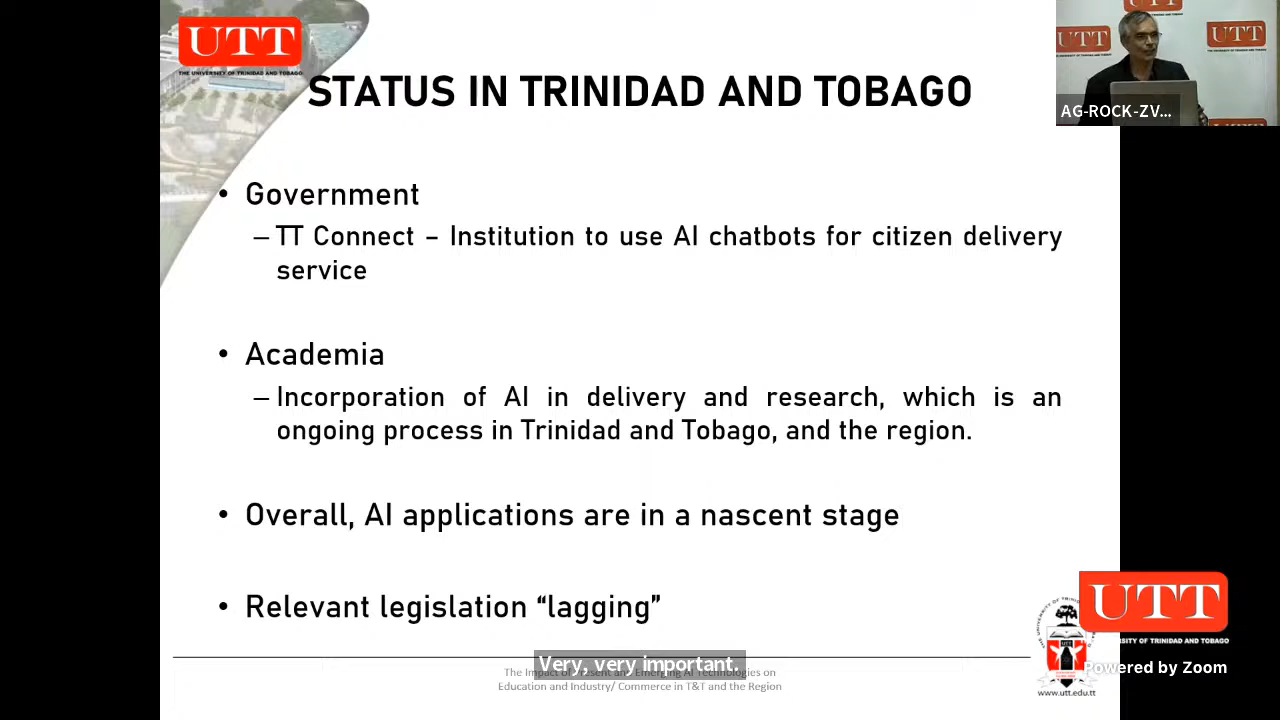 UTT
THE UNIVERSITY OF TRINIDAD AND TOBAGO
STATUS IN TRINIDAD AND TOBAGO
UTT
UTT
AG-ROCK-ZV...
• Government
– TT Connect – Institution to use AI chatbots for citizen delivery
service
• Academia
– Incorporation of AI in delivery and research, which is an
ongoing process in Trinidad and Tobago, and the region.
• Overall, AI applications are in a nascent stage
• Relevant legislation “lagging”
UTT
ERSITY OF TRINIDAD AND TOBAGO
Very, very important.
The Impact of Present and Emerging AI Technologies on
Education and Industry/ Commerce in T&T and the Region
Powered by Zoom
www.utt.edu.tt